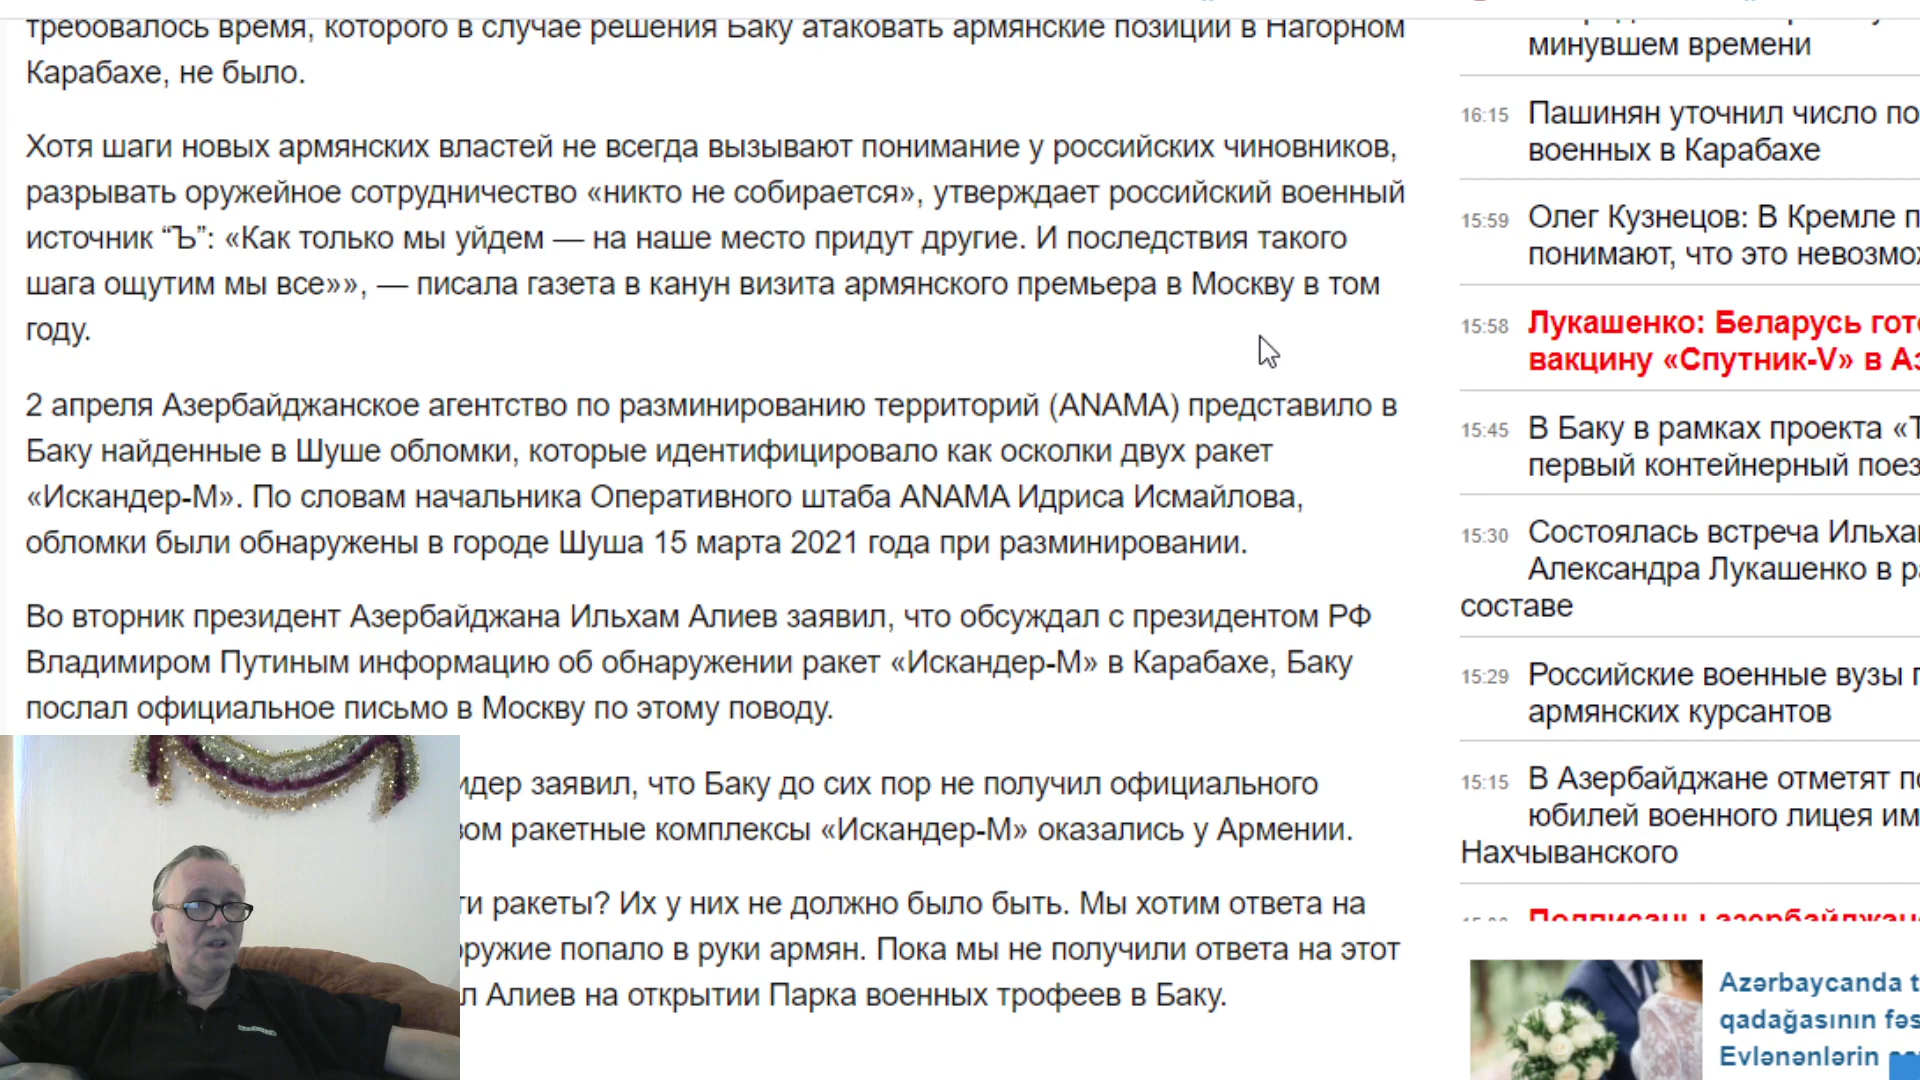 требовалось время, которого в случае решения Баку атаковать армянские позиции в Нагорном
Карабахе, не было.
Хотя шаги новых армянских властей не всегда вызывают понимание у российских чиновников,
разрывать оружейное сотрудничество «никто не собирается», утверждает российский военный
источник “Ъ”: «Как только мы уйдем — на наше место придут другие. И последствия такого
шага ощутим мы все»», — писала газета в канун визита армянского премьера в Москву в том
году.
2 апреля Азербайджанское агентство по разминированию территорий (ANAMA) представило в
Баку найденные в Шуше обломки, которые идентифицировало как осколки двух ракет
«Искандер-М». По словам начальника Оперативного штаба ANAMA Идриса Исмайлова,
обломки были обнаружены в городе Шуша 15 марта 2021 года при разминировании.
Во вторник президент Азербайджана Ильхам Алиев заявил, что обсуждал с президентом РФ
Владимиром Путиным информацию об обнаружении ракет «Искандер-М» в Карабахе, Баку
послал официальное письмо в Москву по этому поводу.
идер заявил, что Баку до сих пор не получил официального
ом ракетные комплексы «Искандер-М» оказались у Армении.
ти ракеты? Их у них не должно было быть. Мы хотим ответа на
оружие попало в руки армян. Пока мы не получили ответа на этот
л Алиев на открытии Парка военных трофеев в Баку.
минувшем времени
16:15 Пашинян уточнил число по
военных в Карабахе
15:59 Олег Кузнецов: В Кремле п
понимают, что это невозмо
15:58 Лукашенко: Беларусь гот
вакцину «Спутник-V» в Аз
15:45 В Баку в рамках проекта «Т
первый контейнерный поез
15:30 Состоялась встреча Ильха
Александра Лукашенко в р
составе
15:29 Российские военные вузы
армянских курсантов
15:15 В Азербайджане отметят п
юбилей военного лицея им
Нахчыванского
Подписаны азербайджан
Azərbaycanda t
qadağasının fəs
Evlənənlərin